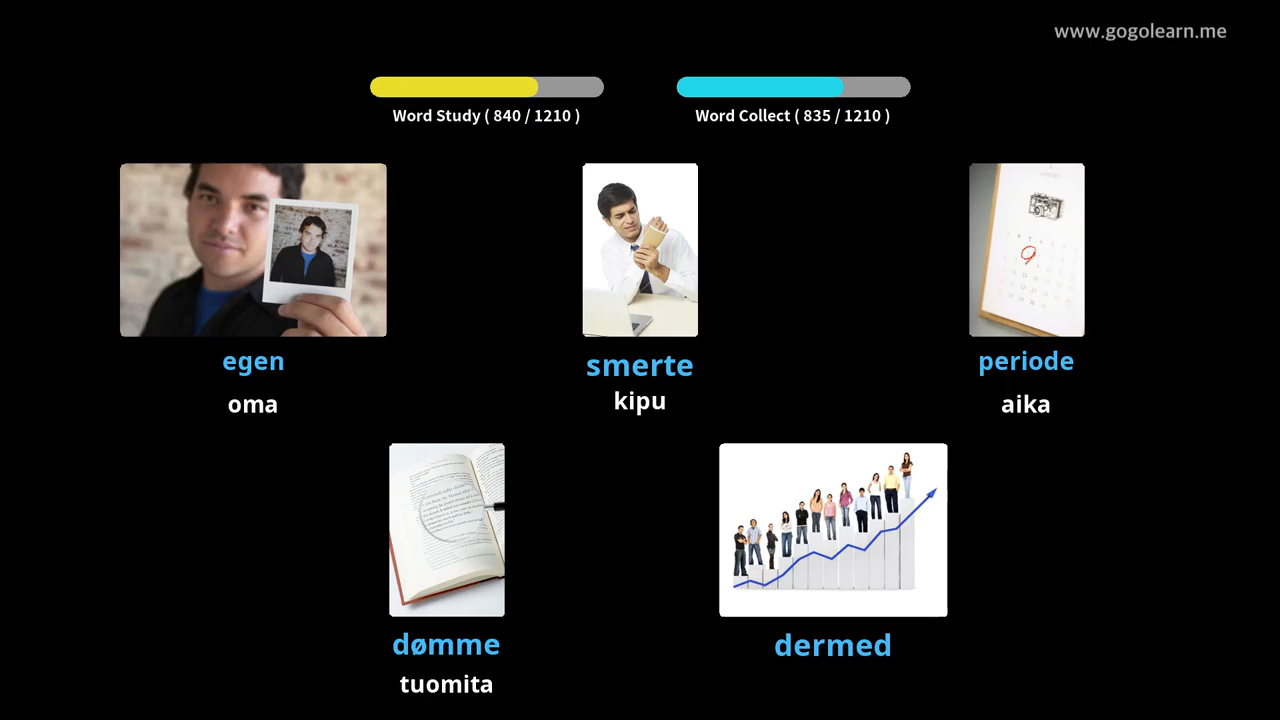 www.gogolearn.me
Word Study ( 840 / 1210 )
Word Collect ( 835 / 1210 )
egen
smerte
periode
oma
kipu
aika
dømme
dermed
tuomita